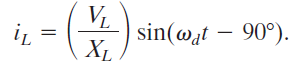 i_L = (V_L / X_L) sin(ω_d t − 90°).